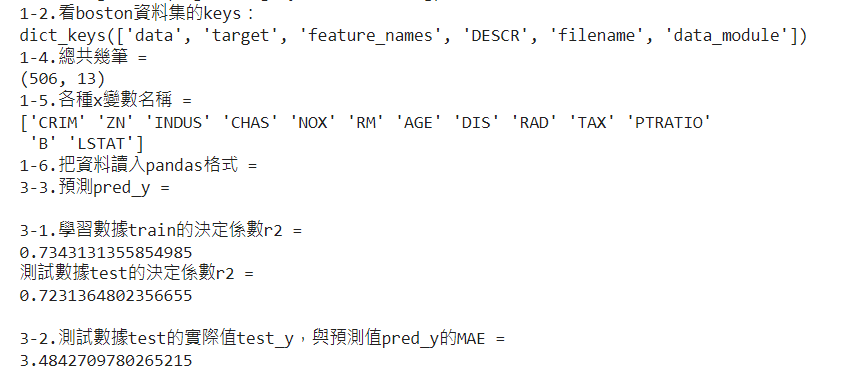 1-2.看boston資料集的keys：
dict_keys(['data', 'target', 'feature_names', 'DESCR', 'filename', 'data_module'])
1-4.總共幾筆 =
(506, 13)
1-5.各種x變數名稱 =
['CRIM' 'ZN' 'INDUS' 'CHAS' 'NOX' 'RM' 'AGE' 'DIS' 'RAD' 'TAX' 'PTRATIO'
 'B' 'LSTAT']
1-6.把資料讀入pandas格式 =
3-3.預測pred_y =
3-1.學習數據train的決定係數r2 =
0.7343131355854985
測試數據test的決定係數r2 =
0.7231364802356655
3-2.測試數據test的實際值test_y，與預測值pred_y的MAE =
3.4842709780265215